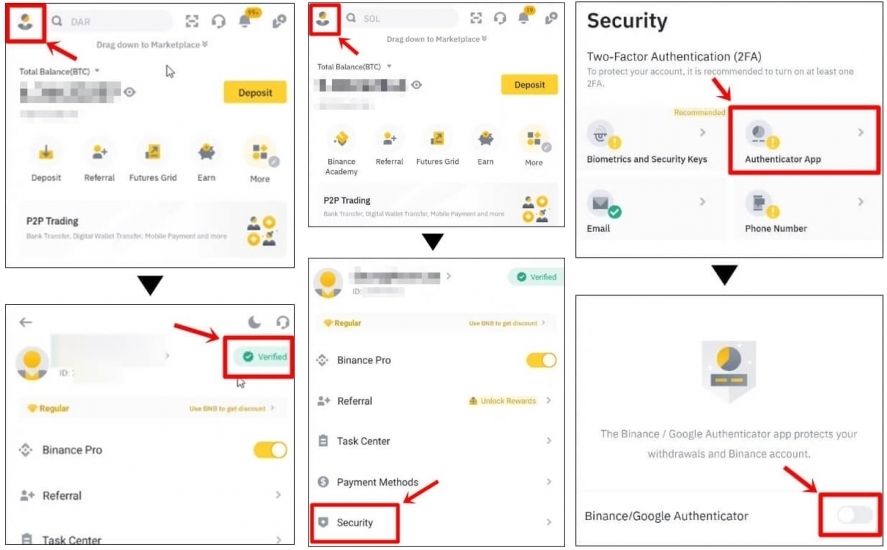 DAR
99+
Drag down to Marketplace
Total Balance(BTC)
Deposit
Deposit
Referral
Futures Grid
Earn
More
P2P Trading
Bank Transfer, Digital Wallet Transfer, Mobile Payment and more
ID:
Verified
Regular
Use BNB to get discount
Binance Pro
Referral
Task Center
SOL
19
Drag down to Marketplace
Total Balance(BTC)
Deposit
Binance
Academy
Referral
Futures Grid
Earn
More
P2P Trading
Bank Transfer, Digital Wallet Transfer, Mobile Payment and more
Verified
ID:
Regular
Use BNB to get discount
Binance Pro
Referral
Unlock Rewards
Task Center
Payment Methods
Security
Security
Two-Factor Authentication (2FA)
To protect your account, it is recommended to turn on at least one
2FA.
Recommended
Biometrics and Security Keys
Authenticator App
Email
Phone Number
The Binance / Google Authenticator app protects your
withdrawals and Binance account.
Binance/Google Authenticator